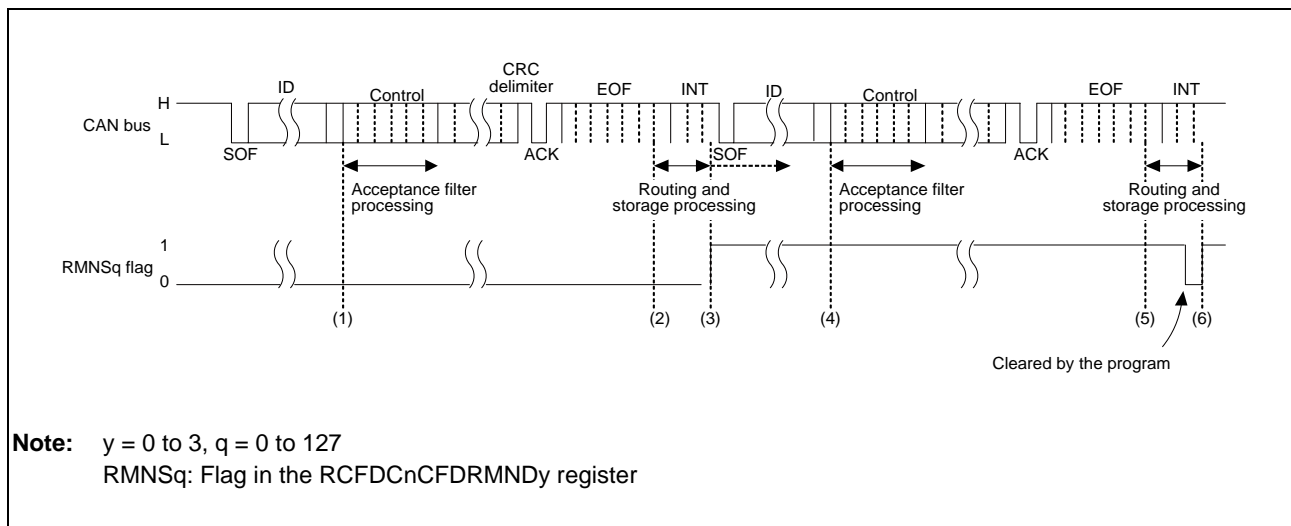 CRC
delimiter
ID
Control
EOF
INT
ID
Control
EOF
INT
H
CAN bus
L
SOF
ACK
SOF
ACK
Acceptance filter
processing
Routing and
storage processing
Acceptance filter
processing
Routing and
storage processing
1
RMNSq flag
0
(1)
(2)
(3)
(4)
(5)
(6)
Cleared by the program
Note: y = 0 to 3, q = 0 to 127
RMNSq: Flag in the RCFDCnCFDRMNDy register